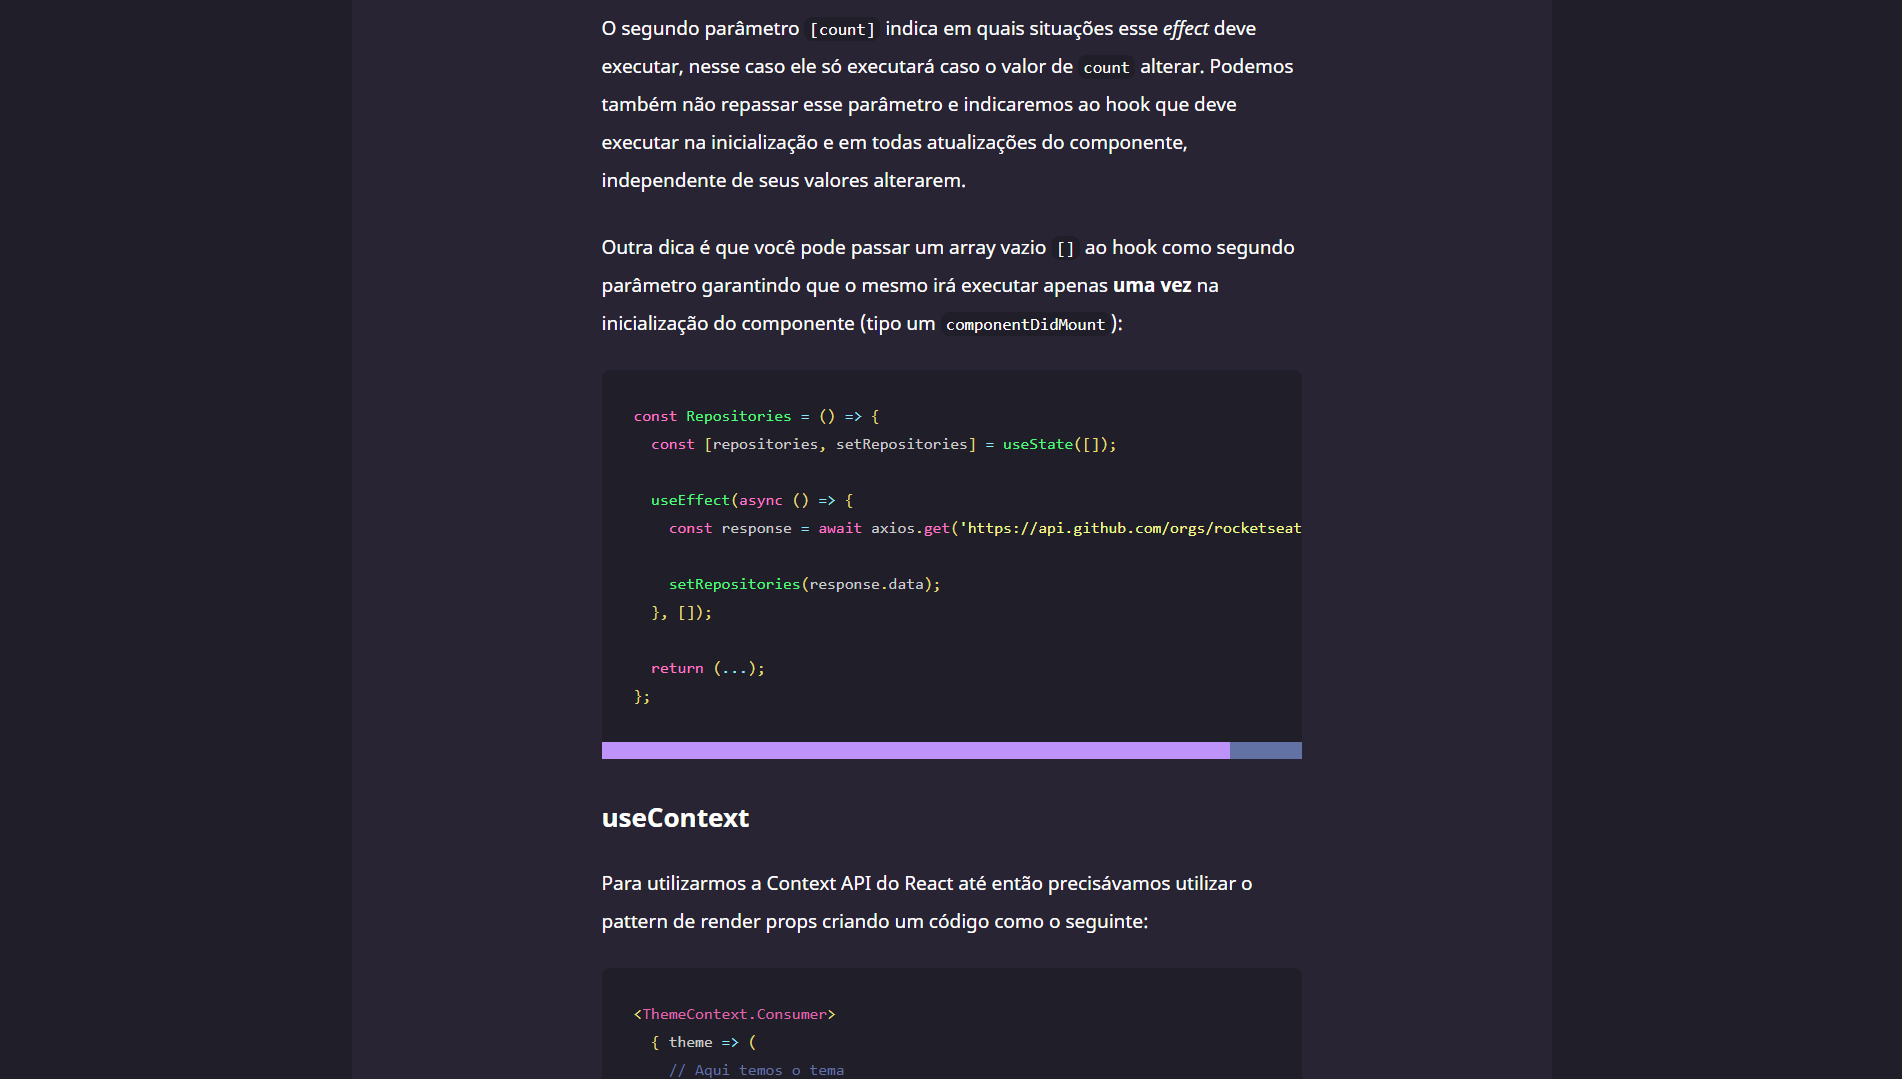 O segundo parâmetro [count] indica em quais situações esse effect deve
executar, nesse caso ele só executará caso o valor de count alterar. Podemos
também não repassar esse parâmetro e indicaremos ao hook que deve
executar na inicialização e em todas atualizações do componente,
independente de seus valores alterarem.
Outra dica é que você pode passar um array vazio [] ao hook como segundo
parâmetro garantindo que o mesmo irá executar apenas uma vez na
inicialização do componente (tipo um componentDidMount ):
const Repositories = () => {
  const [repositories, setRepositories] = useState([]);
  useEffect(async () => {
    const response = await axios.get('https://api.github.com/orgs/rocketseat
    setRepositories(response.data);
  }, []);
  return (...);
};
useContext
Para utilizarmos a Context API do React até então precisávamos utilizar o
pattern de render props criando um código como o seguinte:
<ThemeContext.Consumer>
  { theme => (
    // Aqui temos o tema